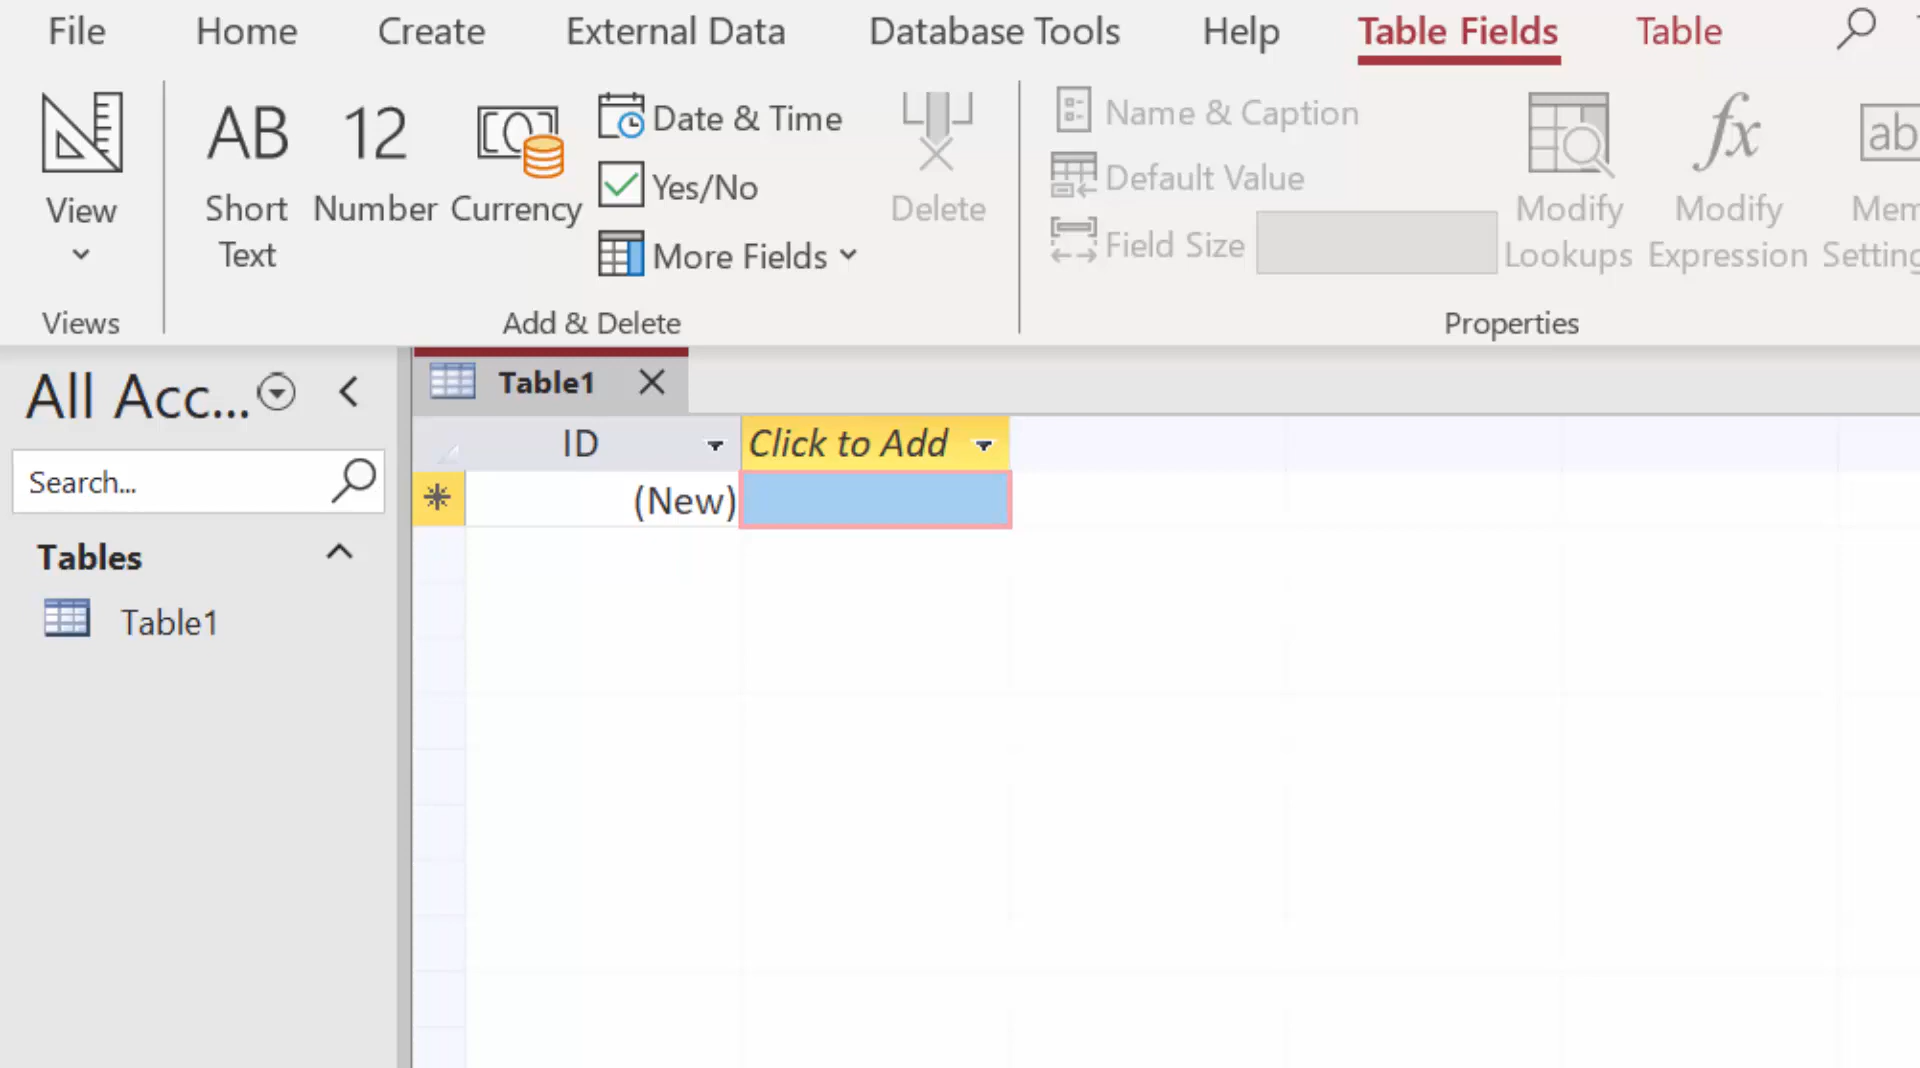 File Home Create External Data Database Tools Help Table Fields Table
AB 12 Date & Time Name & Caption fx ab
Yes/No Default Value
View Short Text Number Currency Delete Modify Lookups Modify Expression
More Fields Field Size
Views Add & Delete Properties
All Acc... Table1
ID Click to Add
Search... (New)
Tables
Table1